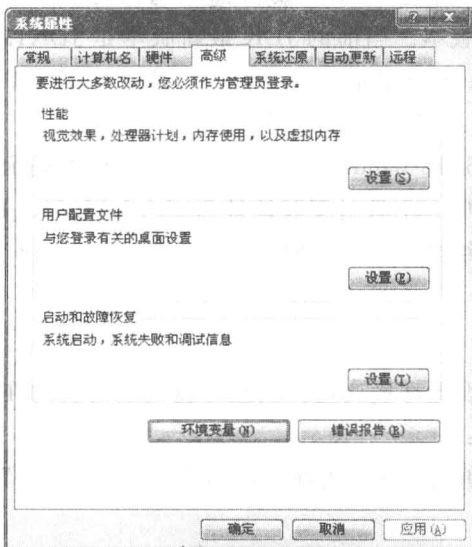 系统属性
常规 计算机名 硬件 高级 系统还原 自动更新 远程
要进行大多数改动，您必须作为管理员登录。
性能
视觉效果，处理器计划，内存使用，以及虚拟内存
设置(S)
用户配置文件
与您登录有关的桌面设置
设置(E)
启动和故障恢复
系统启动，系统失败和调试信息
设置(T)
环境变量(N) 错误报告(R)
确定 取消 应用(A)